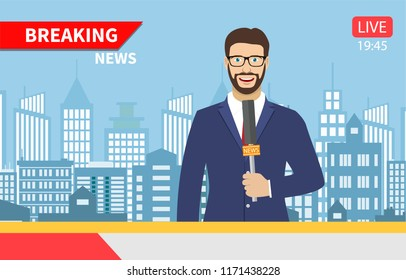 BREAKING
NEWS
LIVE
19:45
NEWS
shutterstock.com · 1171438228